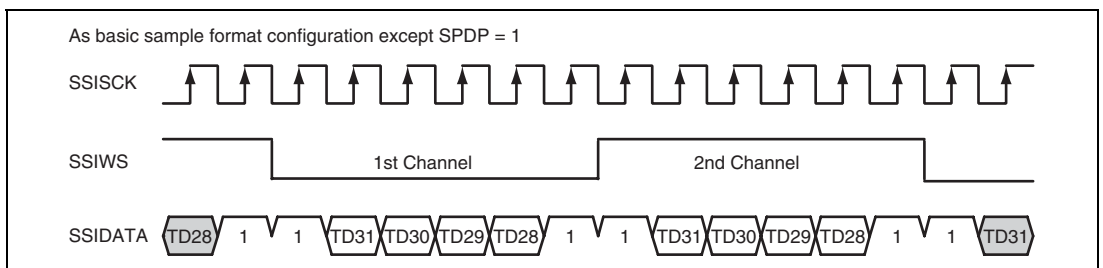 As basic sample format configuration except SPDP = 1
SSISCK
SSIWS 1st Channel 2nd Channel
SSIDATA TD28 1 1 TD31 TD30 TD29 TD28 1 1 TD31 TD30 TD29 TD28 1 1 TD31